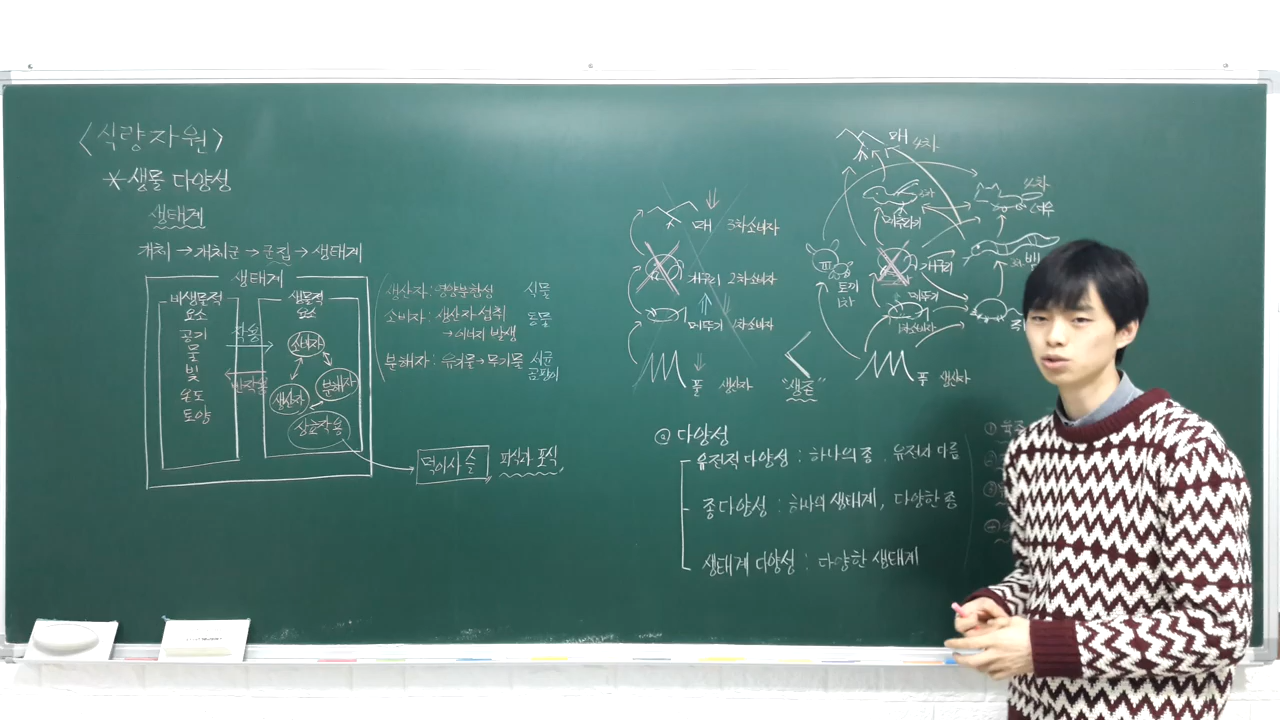 <식량자원>
* 생물 다양성
생태계
개체 → 개체군 → 군집 → 생태계
생태계
비생물적 요소
공기
물
빛
온도
토양
작용
반작용
생물적 요소
소비자
생산자
분해자
상호작용
생산자 : 광합성 식물
소비자 : 생산자 섭취 동물
→ 에너지 발생
분해자 : 유기물 → 무기물 세균
곰팡이
먹이사슬 피식과 포식
매 3차소비자
개구리 2차소비자
메뚜기 1차소비자
풀 생산자
<
"생존"
매 4차
여우
4차
뱀
개구리
토끼
1차
메뚜기
1차소비자
풀 생산자
다양성
유전적 다양성 : 하나의 종, 유전자 다름
종 다양성 : 하나의 생태계, 다양한 종
생태계 다양성 : 다양한 생태계
①